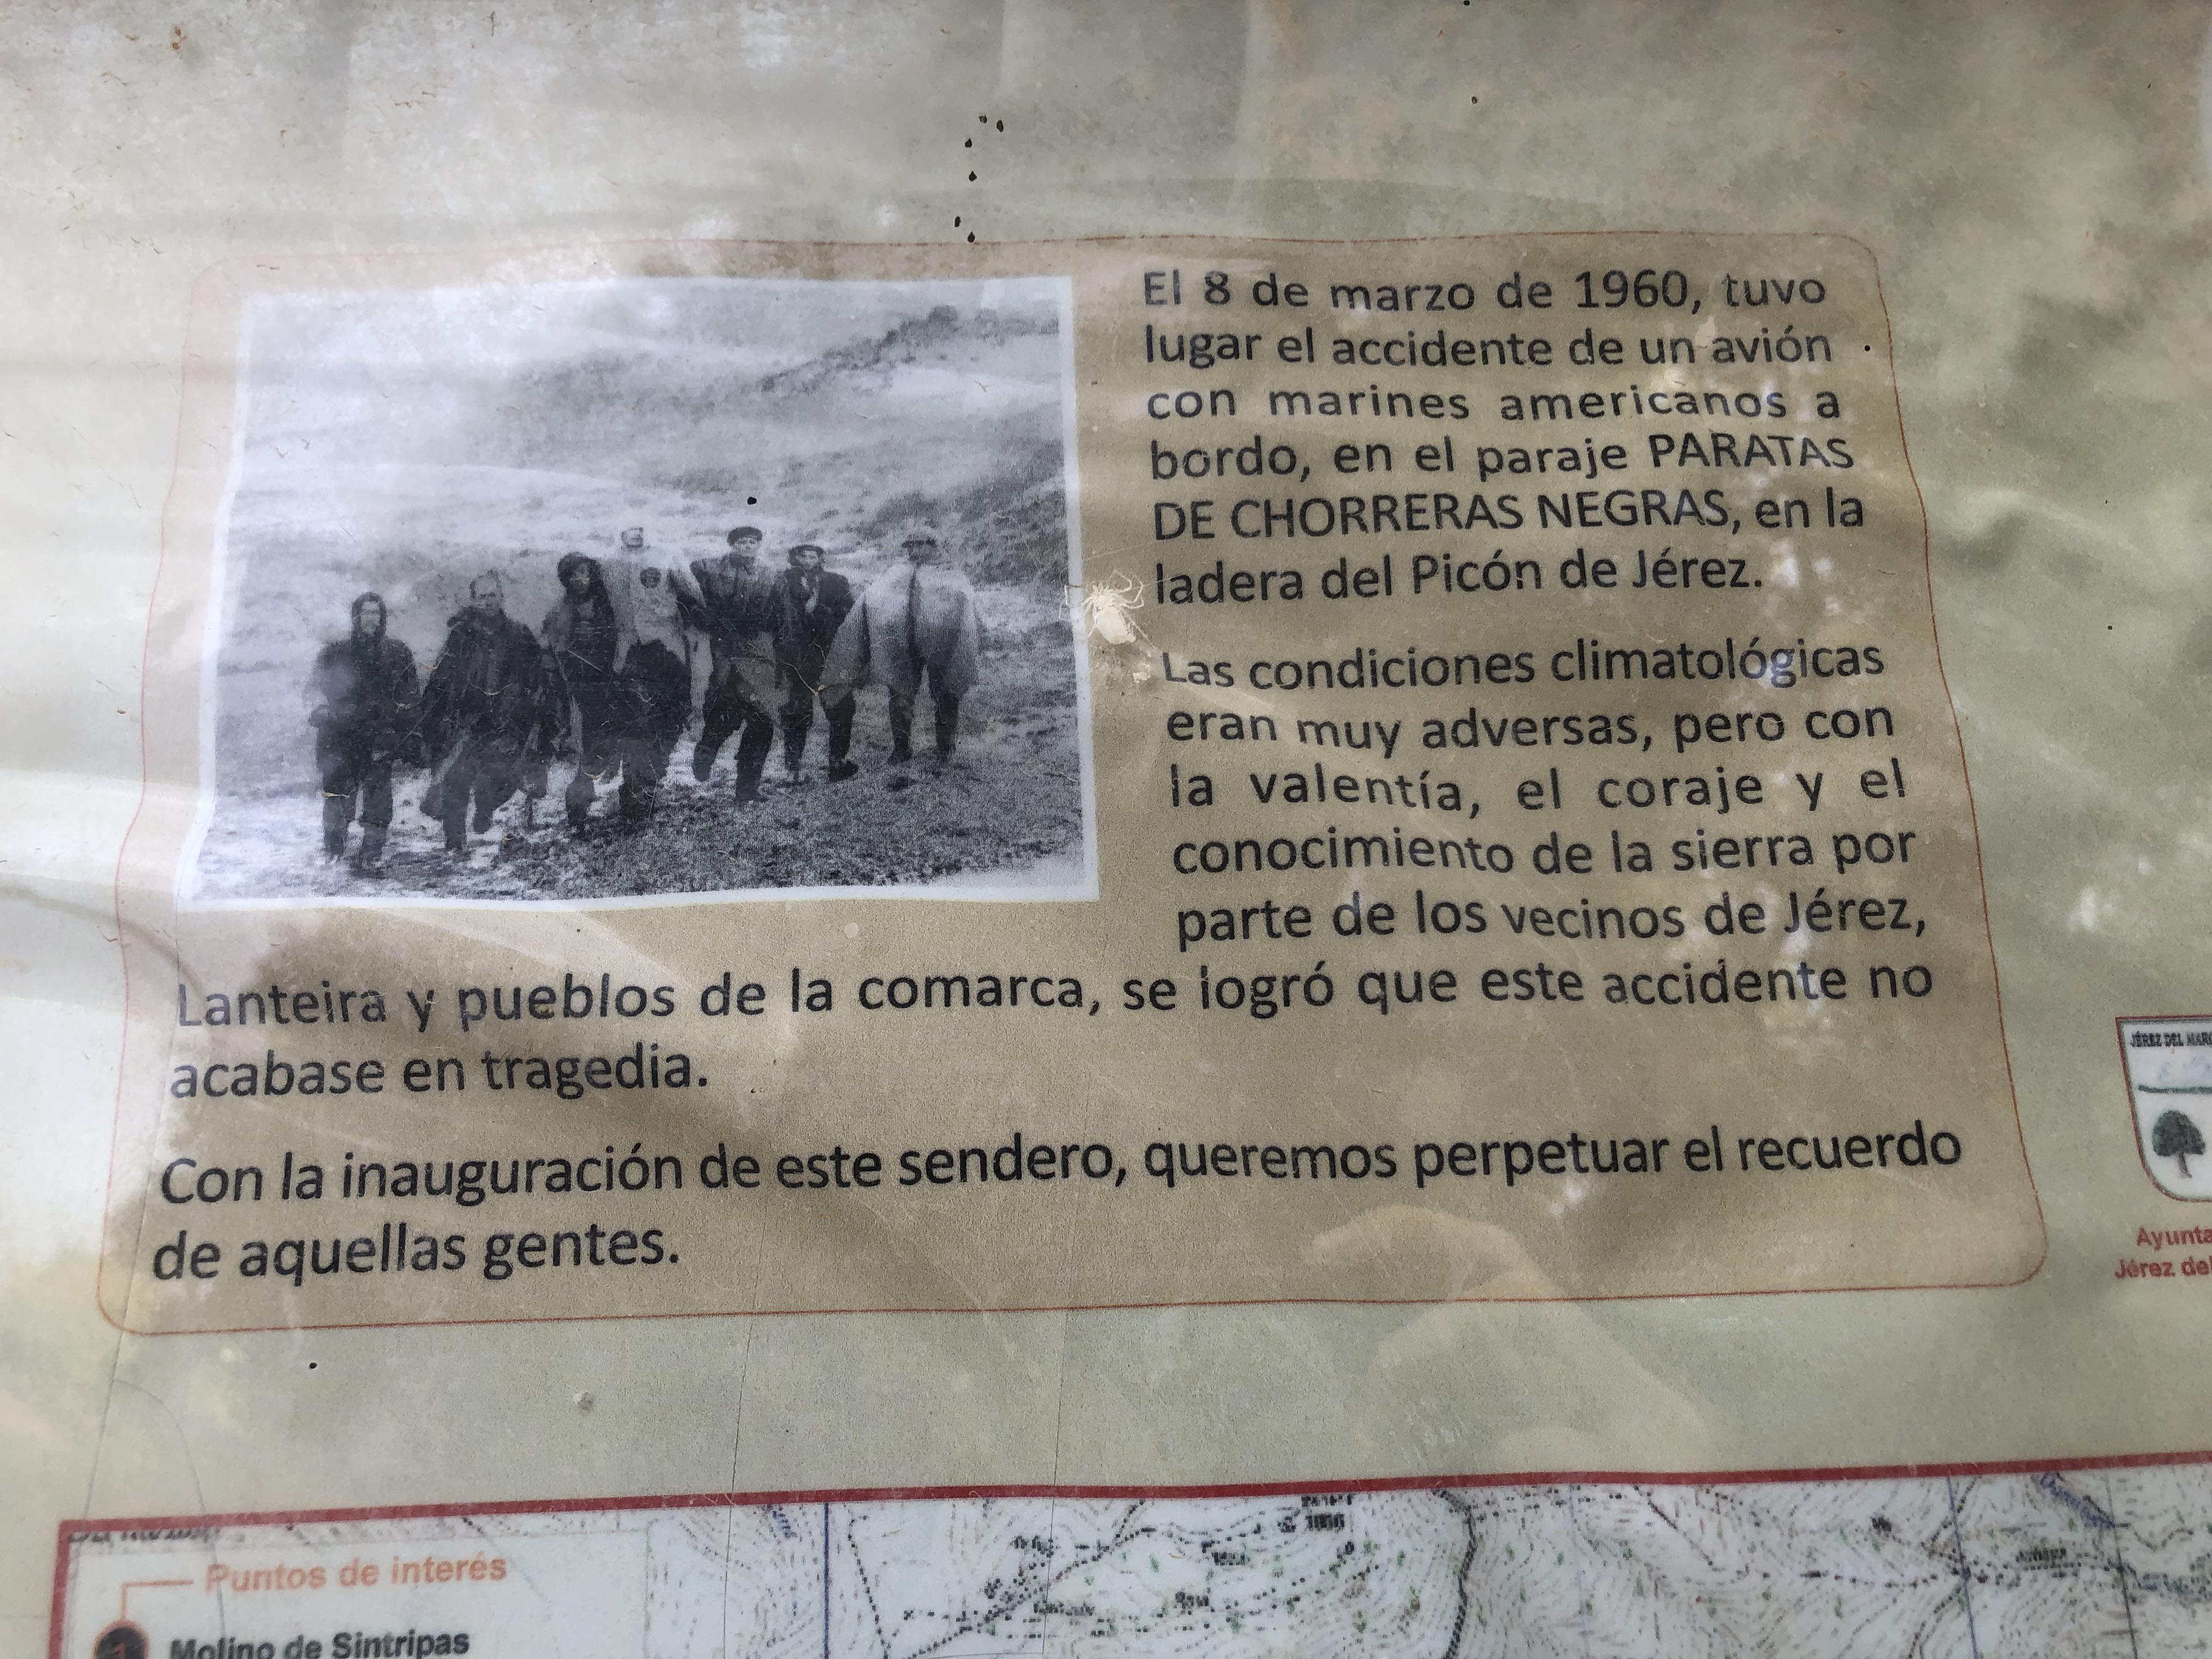 El 8 de marzo de 1960, tuvo
lugar el accidente de un avión
con marines americanos a
bordo, en el paraje PARATAS
DE CHORRERAS NEGRAS, en la
ladera del Picón de Jérez.
Las condiciones climatológicas
eran muy adversas, pero con
la valentía, el coraje y el
conocimiento de la sierra por
parte de los vecinos de Jérez,
Lanteira y pueblos de la comarca, se logró que este accidente no
acabase en tragedia.
Con la inauguración de este sendero, queremos perpetuar el recuerdo
de aquellas gentes.
JÉREZ DEL MAR
Ayunta
Jérez del
Puntos de interés
1
Molino de Sintripas